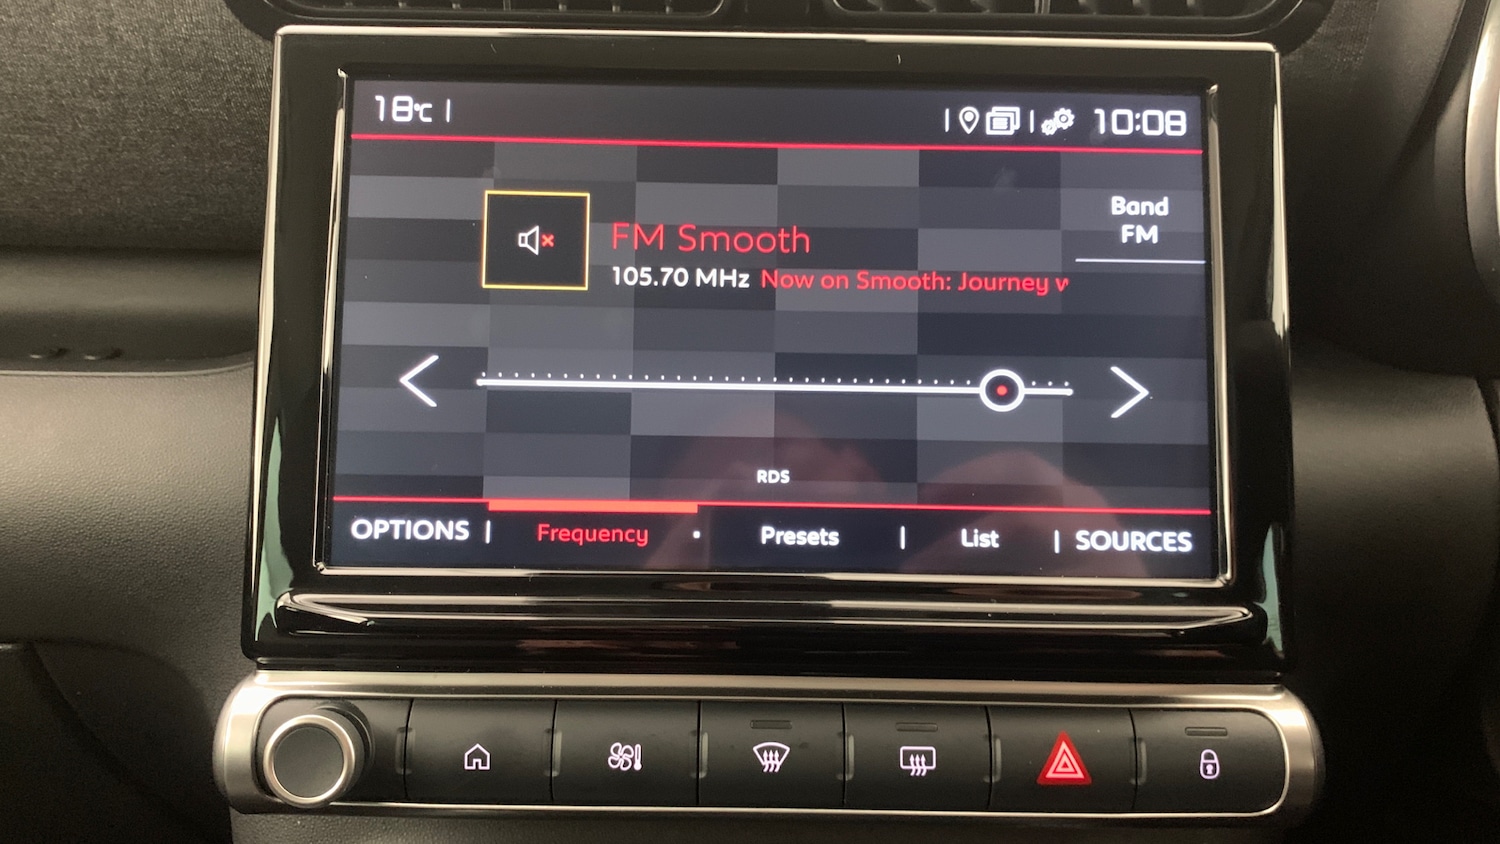 18°C
10:08
Band
FM
FM Smooth
105.70 MHz Now on Smooth: Journey
RDS
OPTIONS Frequency Presets List SOURCES